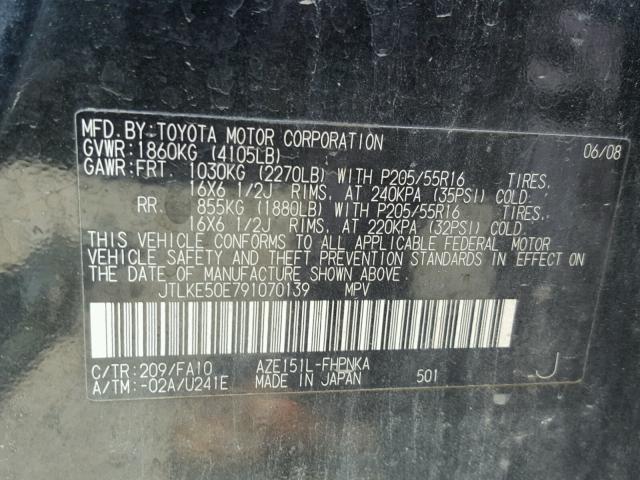 MFD.BY:TOYOTA MOTOR CORPORATION 06/08
GVWR:1860KG (4105LB)
GAWR:FRT. 1030KG (2270LB) WITH P205/55R16 TIRES,
16X6 1/2J RIMS, AT 240KPA (35PSI) COLD.
RR. 855KG (1880LB) WITH P205/55R16 TIRES,
16X6 1/2J RIMS, AT 220KPA (32PSI) COLD.
THIS VEHICLE CONFORMS TO ALL APPLICABLE FEDERAL MOTOR
VEHICLE SAFETY AND THEFT PREVENTION STANDARDS IN EFFECT ON
THE DATE OF MANUFACTURE SHOWN ABOVE.
JTLKE50E791070139 MPV
C/TR:209/FA10 AZE151L-FHPNKA
A/TM:-02A/U241E MADE IN JAPAN 501 J